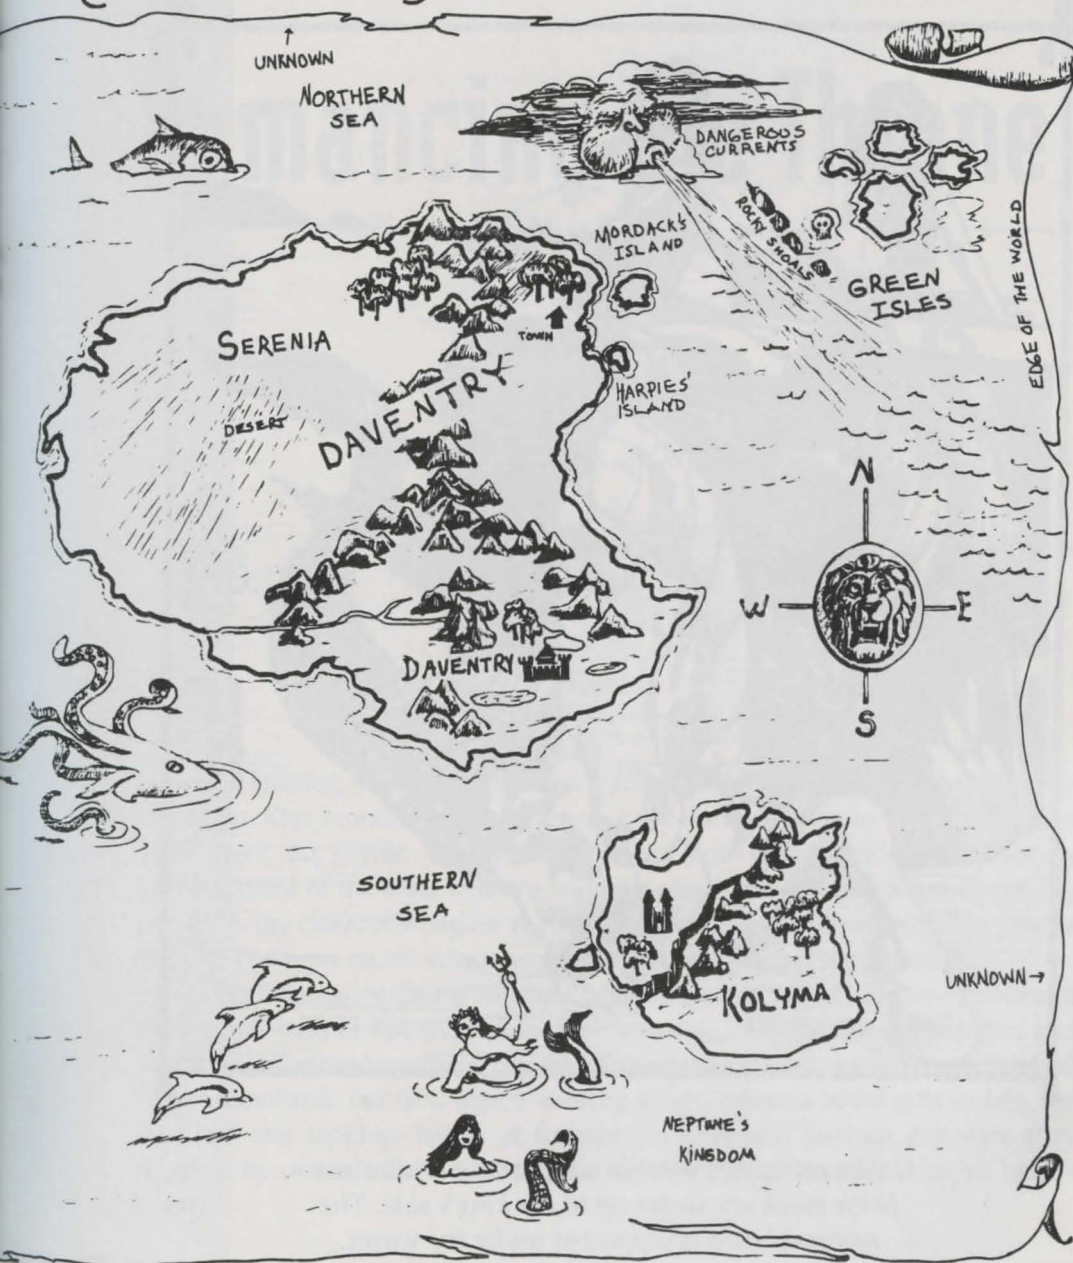 ↑
UNKNOWN
NORTHERN
SEA
DANGEROUS
CURRENTS
MORDACK'S
ISLAND
ROCKY SHOALS
GREEN
ISLES
EDGE OF THE WORLD
SERENIA
TOWN
DAVENTRY
HARPIES'
ISLAND
DESERT
N
W
E
S
DAVENTRY
SOUTHERN
SEA
UNKNOWN →
KOLYMA
NEPTUNE'S
KINGDOM